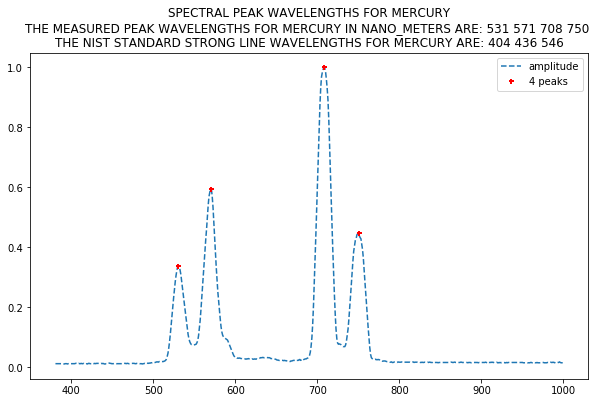 SPECTRAL PEAK WAVELENGTHS FOR MERCURY
THE MEASURED PEAK WAVELENGTHS FOR MERCURY IN NANO_METERS ARE: 531 571 708 750
THE NIST STANDARD STRONG LINE WAVELENGTHS FOR MERCURY ARE: 404 436 546
amplitude
4 peaks
1.0
0.8
0.6
0.4
0.2
0.0
400 500 600 700 800 900 1000